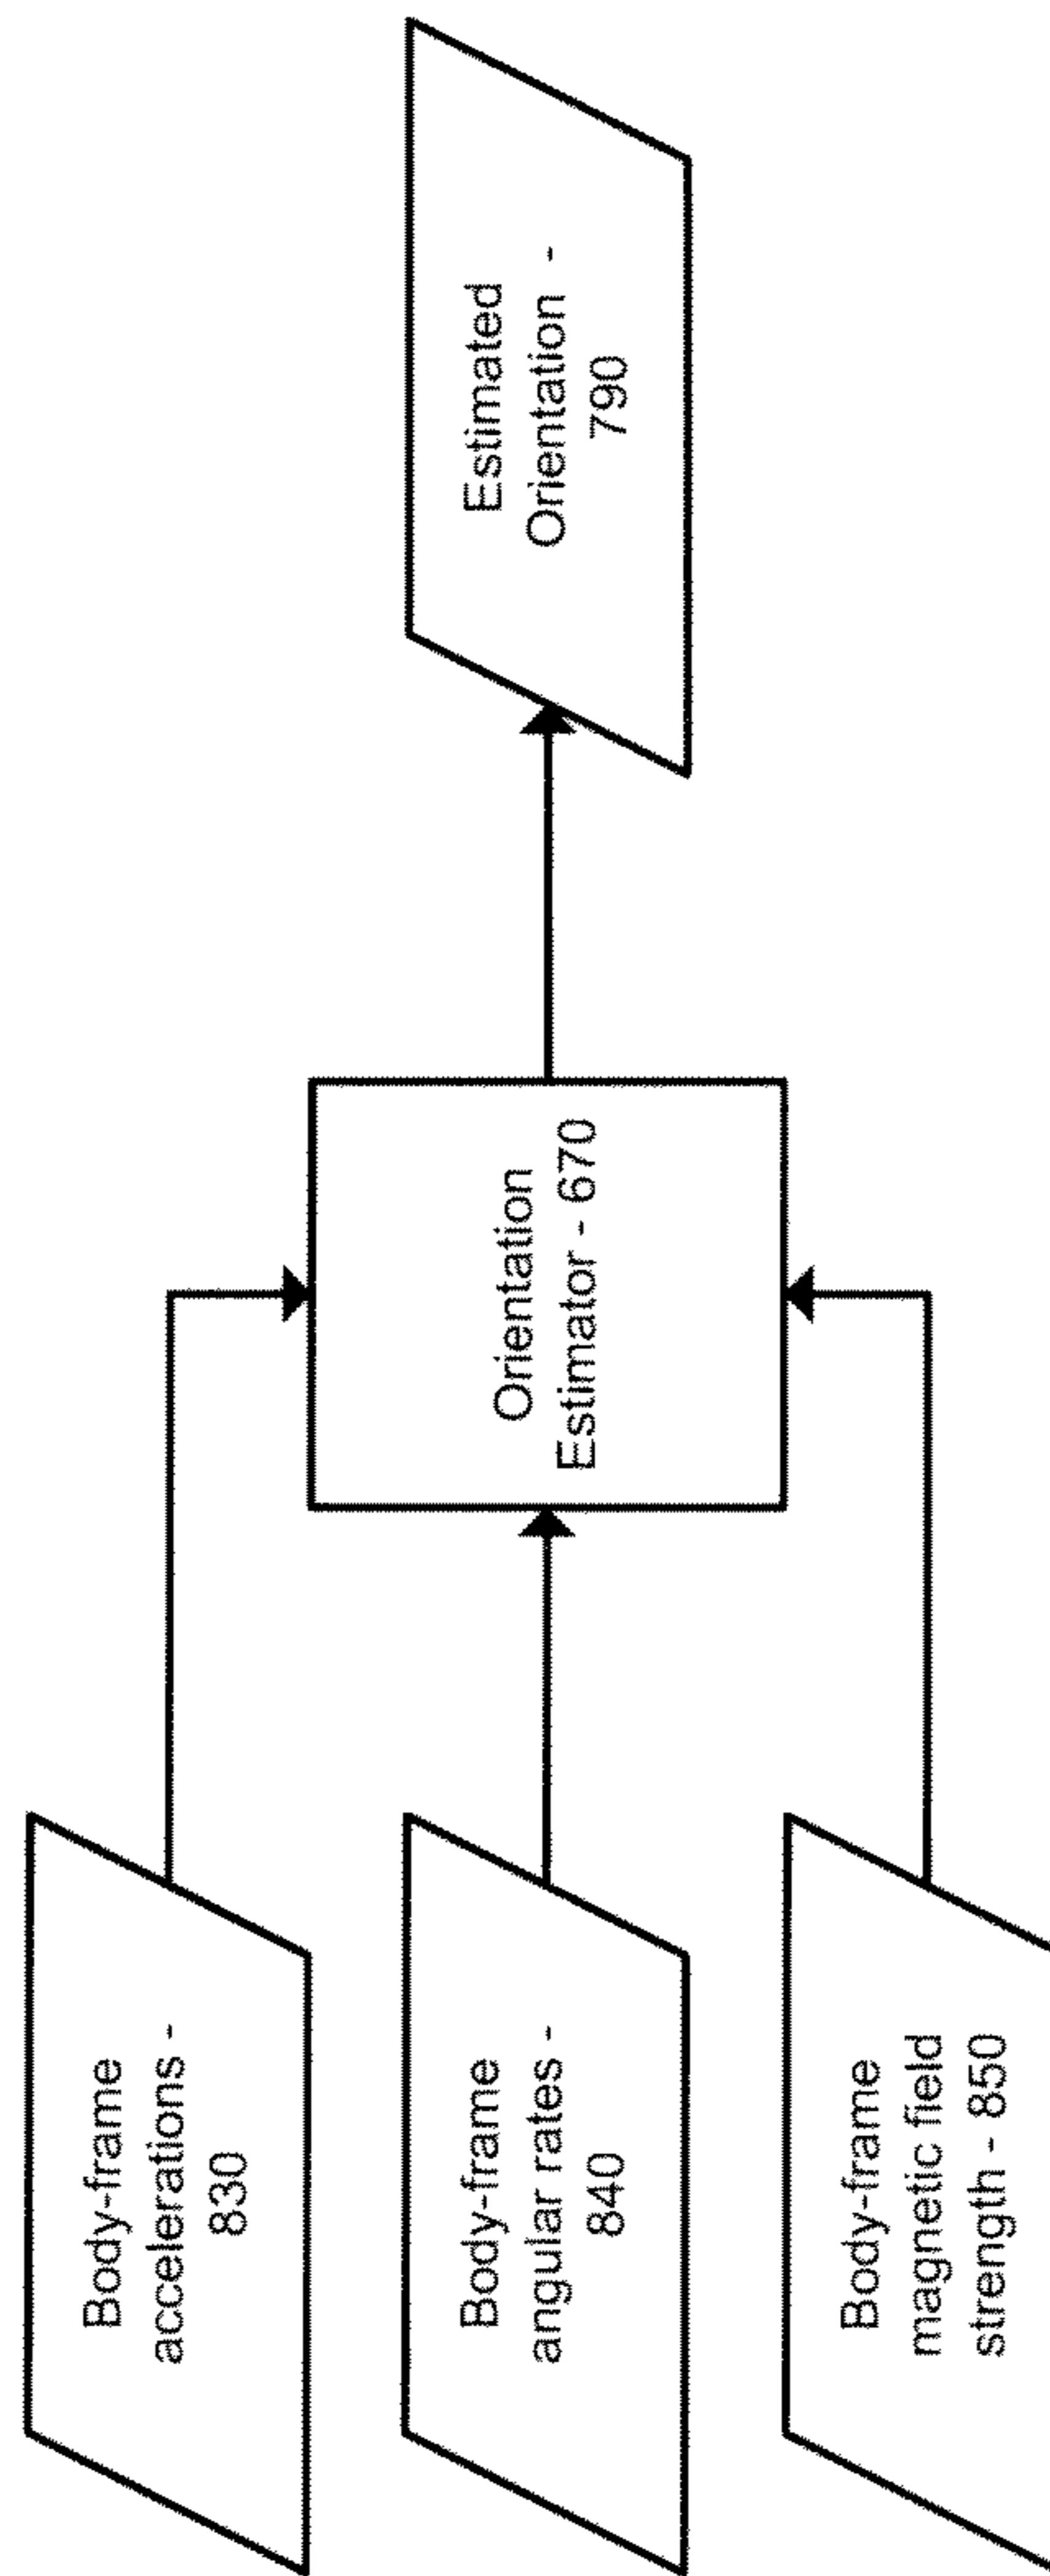 Body-frame
accelerations -
830
Body-frame
angular rates -
840
Body-frame
magnetic field
strength - 850
Orientation
Estimator - 670
Estimated
Orientation -
790